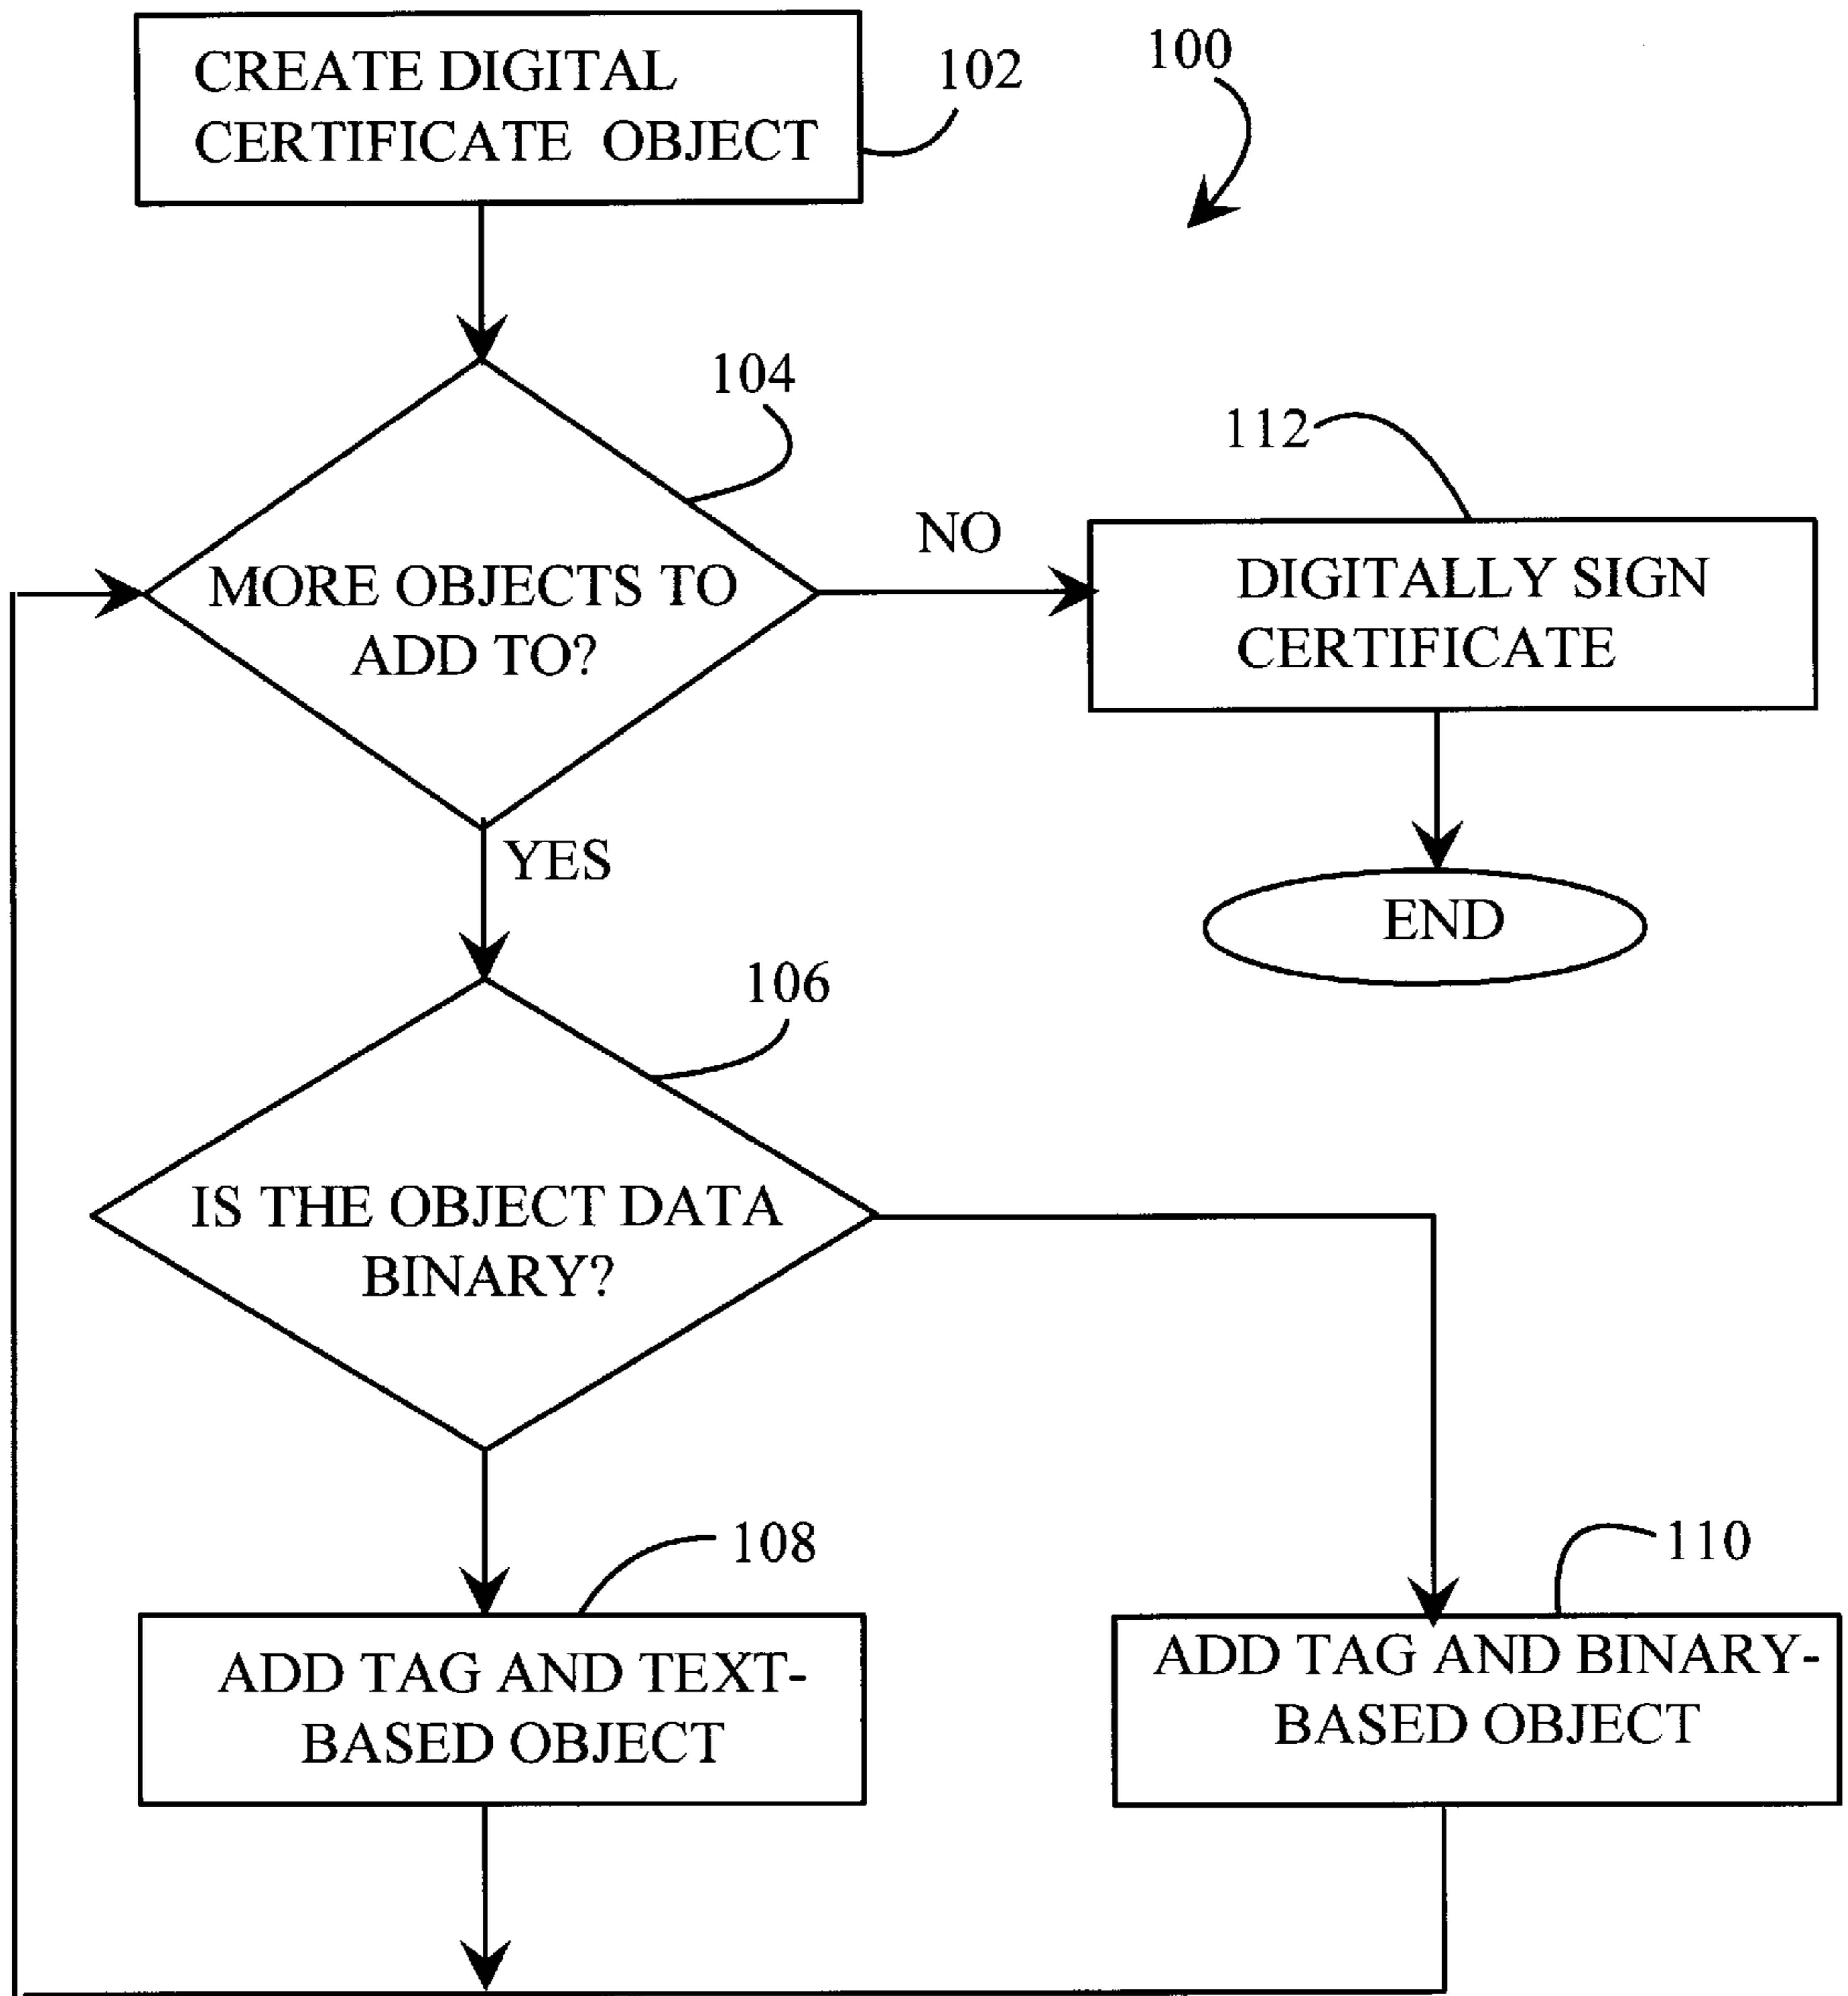 CREATE DIGITAL
CERTIFICATE OBJECT
102
100
104
MORE OBJECTS TO
ADD TO?
NO
112
DIGITALLY SIGN
CERTIFICATE
YES
END
106
IS THE OBJECT DATA
BINARY?
108
ADD TAG AND TEXT-
BASED OBJECT
110
ADD TAG AND BINARY-
BASED OBJECT